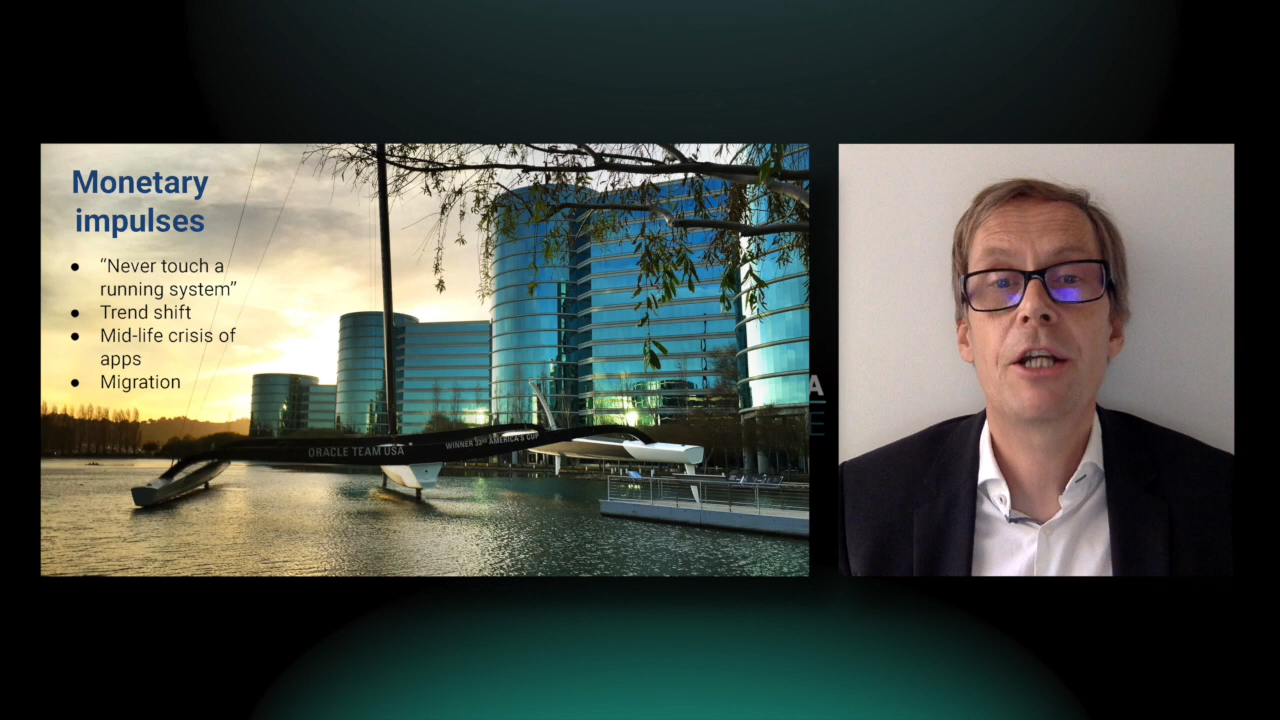 Monetary
impulses
● “Never touch a
running system”
● Trend shift
● Mid-life crisis of
apps
● Migration
ORACLE TEAM USA
WINNER 33RD AMERICA'S CUP
A